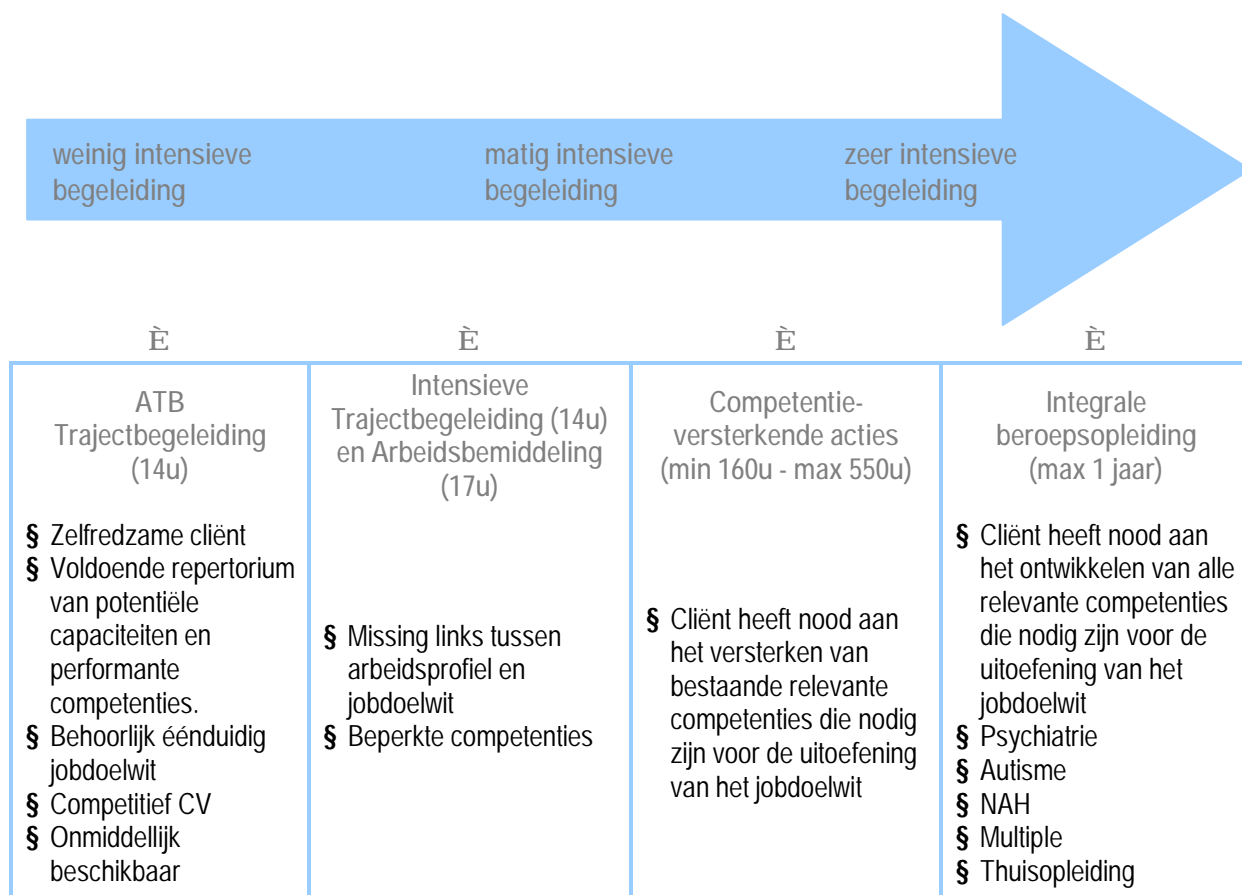 weinig intensieve
begeleiding
matig intensieve
begeleiding
zeer intensieve
begeleiding
È
È
È
È
ATB
Trajectbegeleiding
(14u)
§ Zelfredzame cliënt
§ Voldoende repertorium
van potentiële
capaciteiten en
performante
competenties.
§ Behoorlijk éénduidig
jobdoelwit
§ Competitief CV
§ Onmiddellijk
beschikbaar
Intensieve
Trajectbegeleiding (14u)
en Arbeidsbemiddeling
(17u)
§ Missing links tussen
arbeidsprofiel en
jobdoelwit
§ Beperkte competenties
Competentie-
versterkende acties
(min 160u - max 550u)
§ Cliënt heeft nood aan
het versterken van
bestaande relevante
competenties die nodig
zijn voor de uitoefening
van het jobdoelwit
Integrale
beroepsopleiding
(max 1 jaar)
§ Cliënt heeft nood aan
het ontwikkelen van alle
relevante competenties
die nodig zijn voor de
uitoefening van het
jobdoelwit
§ Psychiatrie
§ Autisme
§ NAH
§ Multiple
§ Thuisopleiding